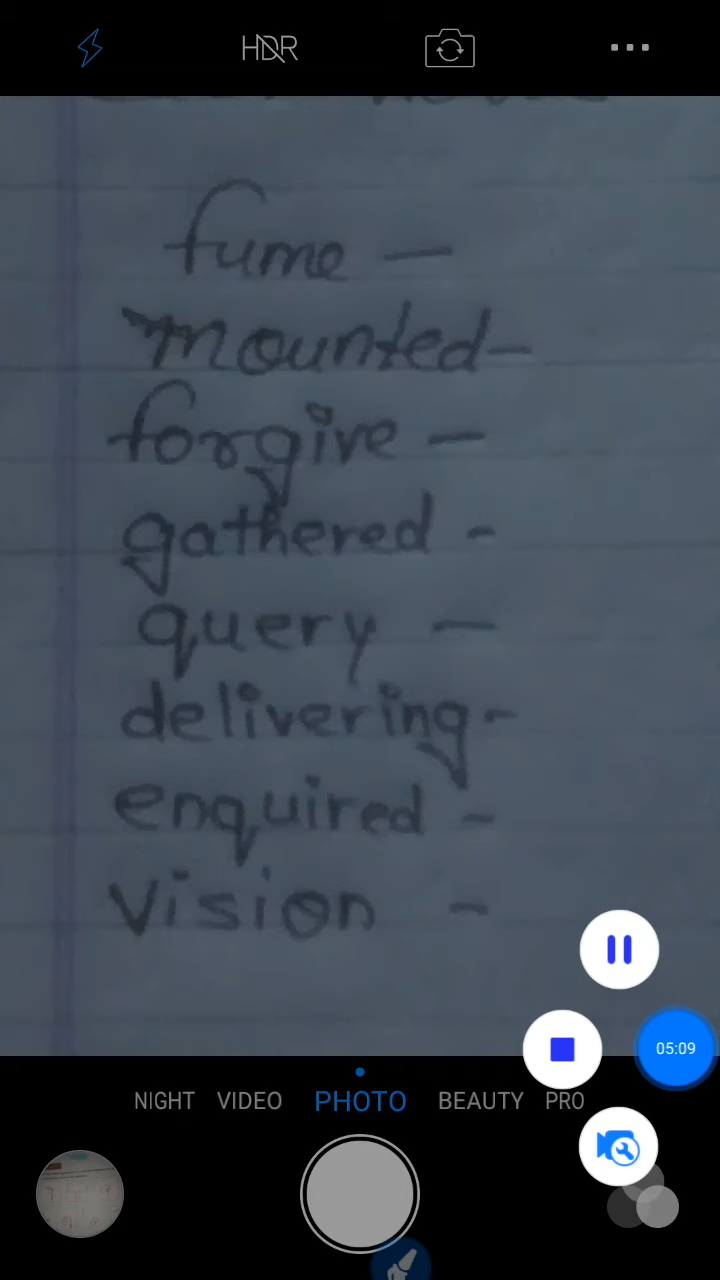 HDR
fume –
mounted–
forgive –
gathered -
query –
delivering-
enquired -
Vision -
05:09
NIGHT VIDEO PHOTO BEAUTY PRO